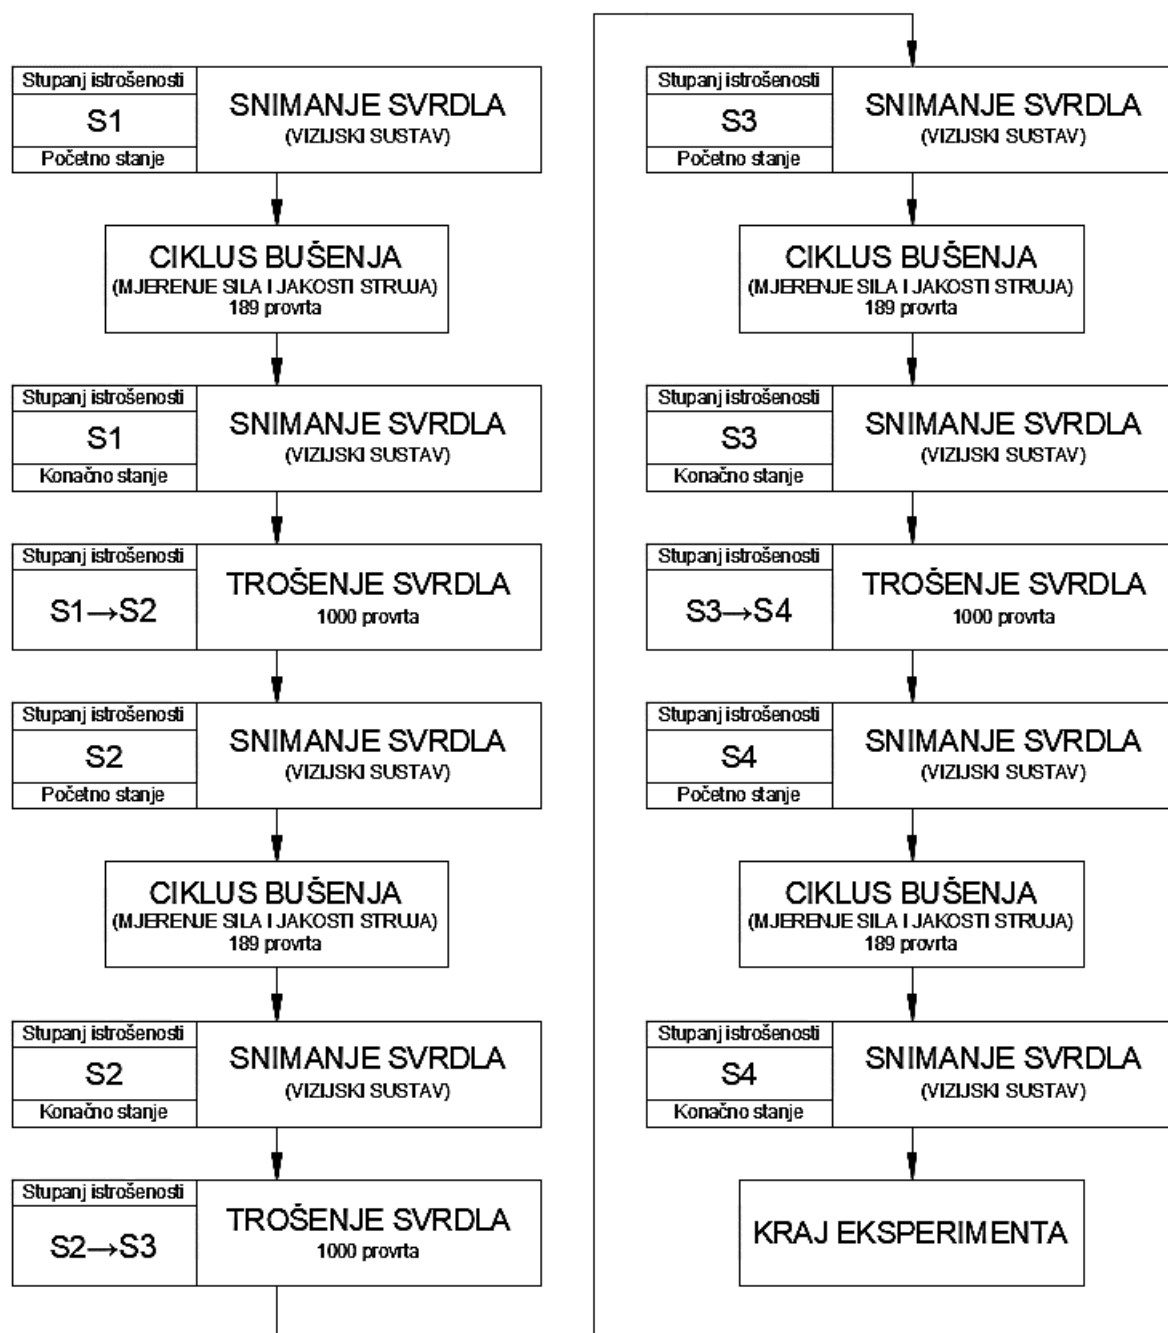 Stupanj istrošenosti
S1
Početno stanje
SNIMANJE SVRDLA
(VIZIJSKI SUSTAV)
CIKLUS BUŠENJA
(MJERENJE SILA I JAKOSTI STRUJA)
189 provrta
Stupanj istrošenosti
S1
Konačno stanje
SNIMANJE SVRDLA
(VIZIJSKI SUSTAV)
Stupanj istrošenosti
S1→S2
TROŠENJE SVRDLA
1000 provrta
Stupanj istrošenosti
S2
Početno stanje
SNIMANJE SVRDLA
(VIZIJSKI SUSTAV)
CIKLUS BUŠENJA
(MJERENJE SILA I JAKOSTI STRUJA)
189 provrta
Stupanj istrošenosti
S2
Konačno stanje
SNIMANJE SVRDLA
(VIZIJSKI SUSTAV)
Stupanj istrošenosti
S2→S3
TROŠENJE SVRDLA
1000 provrta
Stupanj istrošenosti
S3
Početno stanje
SNIMANJE SVRDLA
(VIZIJSKI SUSTAV)
CIKLUS BUŠENJA
(MJERENJE SILA I JAKOSTI STRUJA)
189 provrta
Stupanj istrošenosti
S3
Konačno stanje
SNIMANJE SVRDLA
(VIZIJSKI SUSTAV)
Stupanj istrošenosti
S3→S4
TROŠENJE SVRDLA
1000 provrta
Stupanj istrošenosti
S4
Početno stanje
SNIMANJE SVRDLA
(VIZIJSKI SUSTAV)
CIKLUS BUŠENJA
(MJERENJE SILA I JAKOSTI STRUJA)
189 provrta
Stupanj istrošenosti
S4
Konačno stanje
SNIMANJE SVRDLA
(VIZIJSKI SUSTAV)
KRAJ EKSPERIMENTA